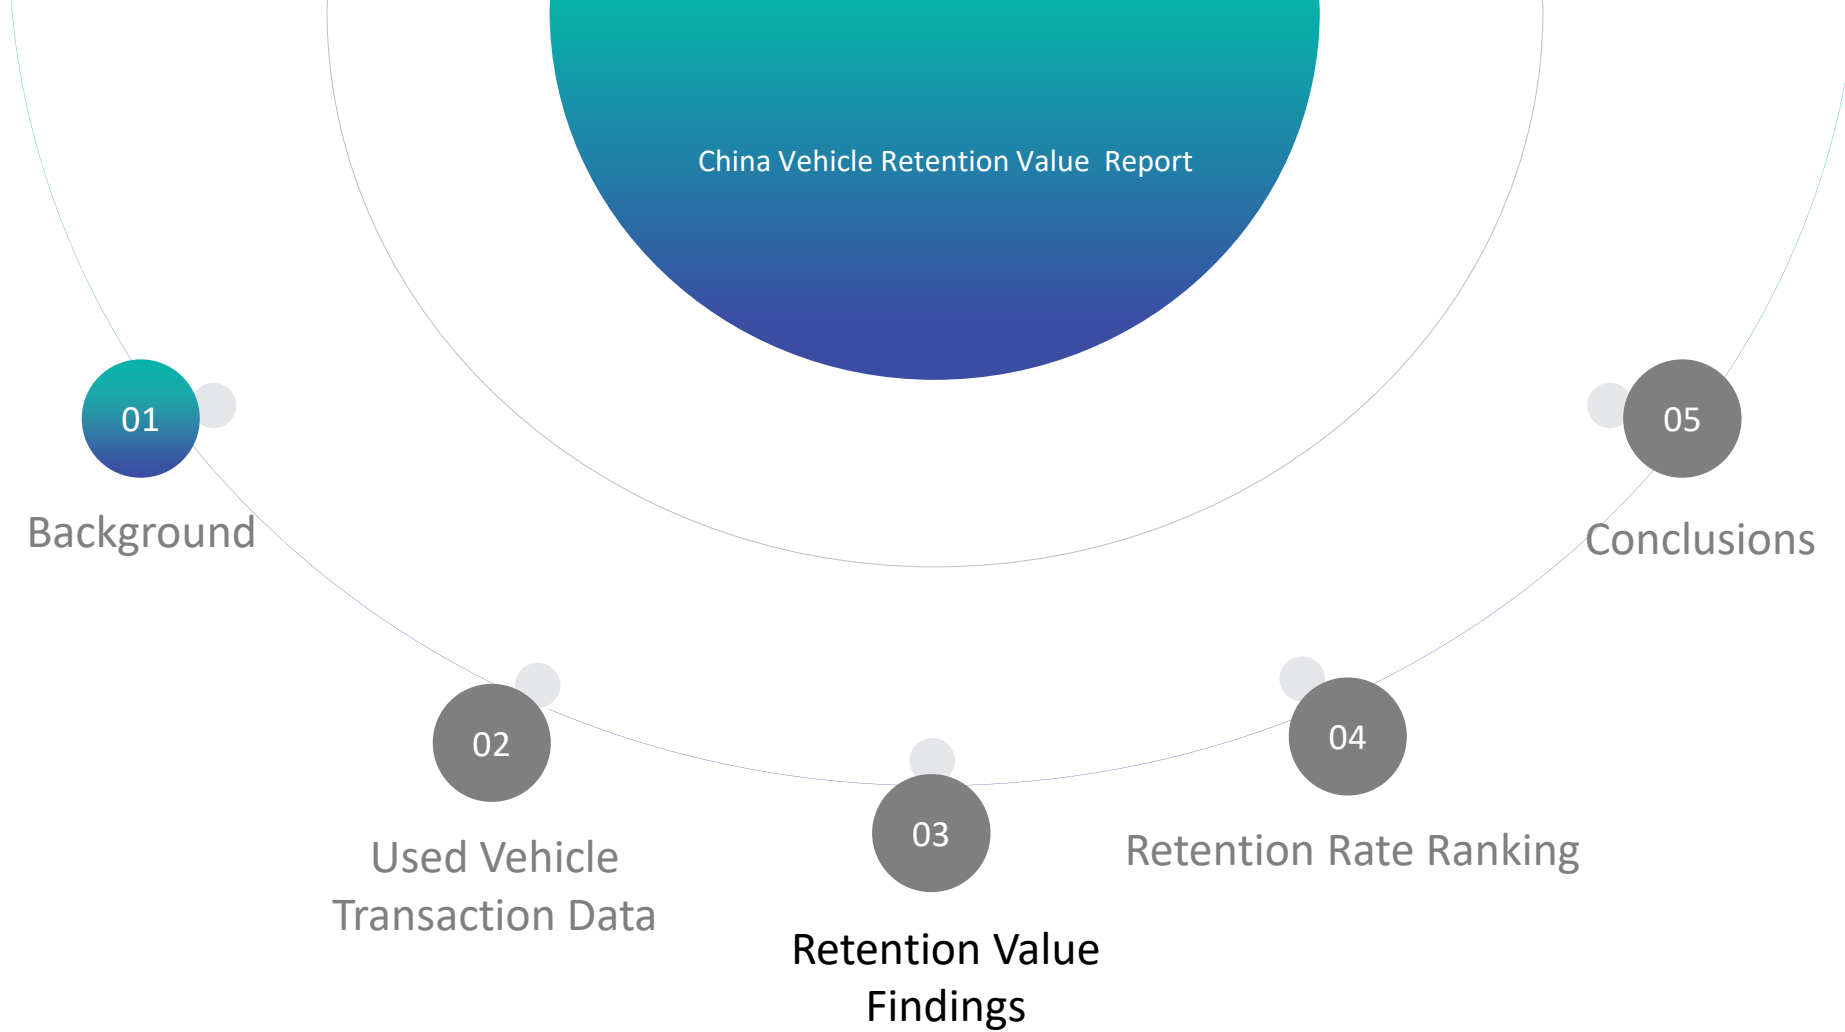 China Vehicle Retention Value  Report
01
Background
02
Used Vehicle
Transaction Data
03
Retention Value
Findings
04
Retention Rate Ranking
05
Conclusions